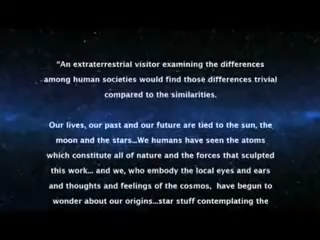 "An extraterrestrial visitor examining the differences
among human societies would find those differences trivial
compared to the similarities.
Our lives, our past and our future are tied to the sun, the
moon and the stars...We humans have seen the atoms
which constitute all of nature and the forces that sculpted
this work... and we, who embody the local eyes and ears
and thoughts and feelings of the cosmos, have begun to
wonder about our origins...star stuff contemplating the